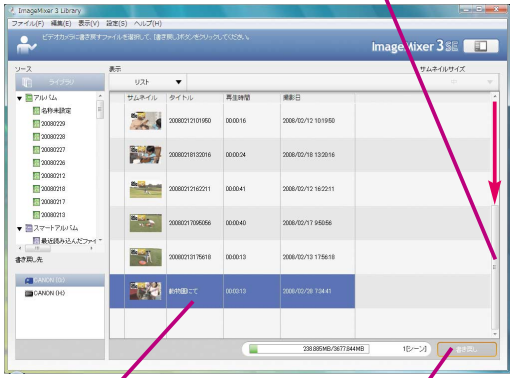 ImageMixer 3 Library
ファイル(F) 編集(E) 表示(V) 設定(S) ヘルプ(H)
ビデオカメラに書き戻すファイルを選択して、[書き戻し]ボタンをクリックしてください。
ImageMixer 3 SE
ソース 表示 サムネイルサイズ
ライブラリ リスト
アルバム
名称未設定
20080229
20080228
20080227
20080226
20080212
20080218
20080217
20080213
スマートアルバム
最近読み込んだファイ
書き戻し先
CANON (G)
CANON (H)
サムネイル タイトル 再生時間 撮影日
20080212101950 00:00:16 2008/02/12 10:19:50
20080218132016 00:00:24 2008/02/18 13:20:16
20080212162211 00:00:41 2008/02/12 16:22:11
20080217095056 00:00:40 2008/02/17 9:50:56
20080213175618 00:00:13 2008/02/13 17:56:18
動物園にて 00:03:13 2008/02/28 7:34:41
238.885MB/3677.844MB 1[シーン] 書き戻し